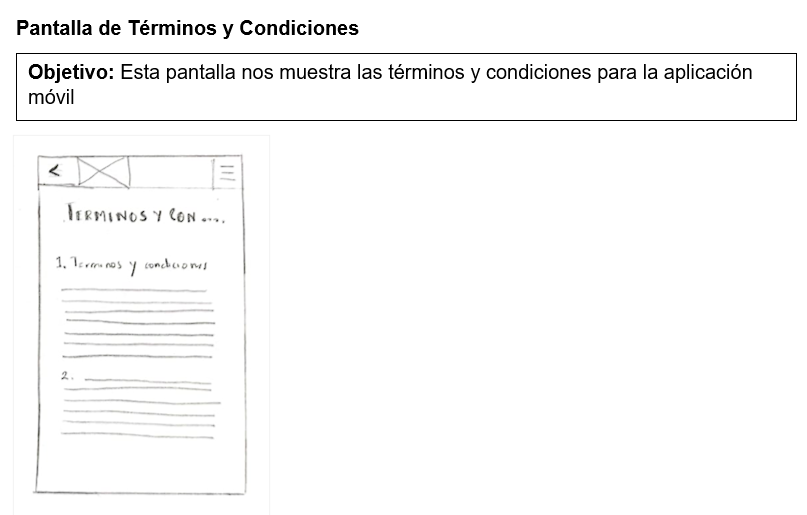 Pantalla de Términos y Condiciones
Objetivo: Esta pantalla nos muestra las términos y condiciones para la aplicación
móvil
<
TERMINOS Y CON ....
1. Terminos y condiciones
2.